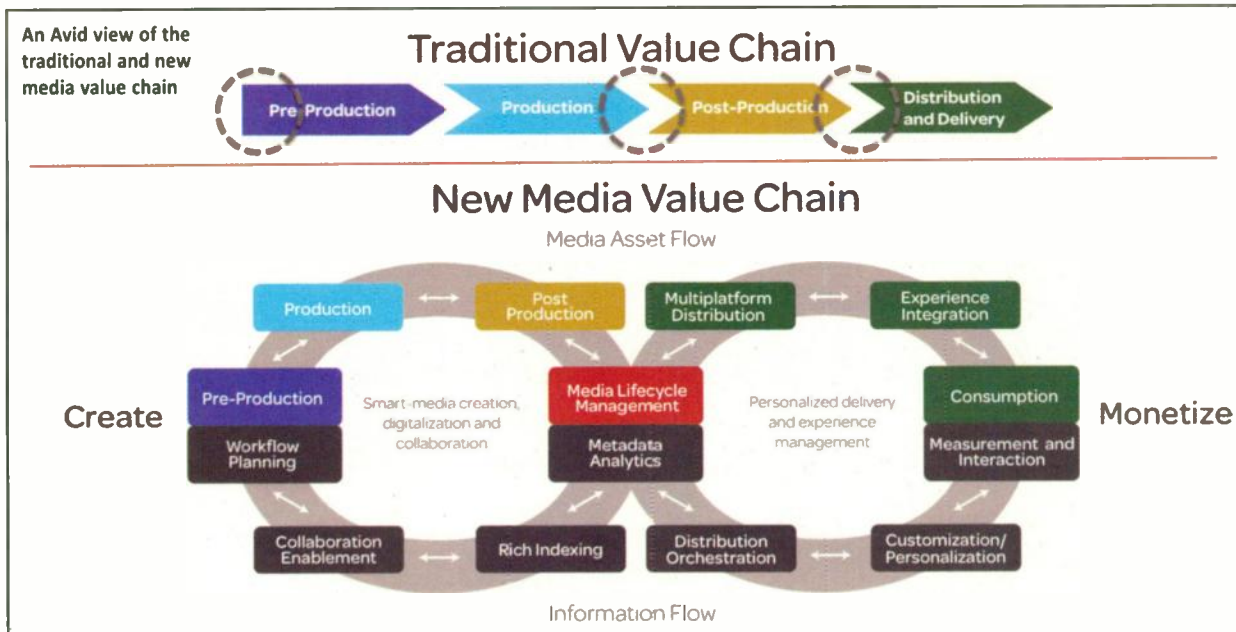 An Avid view of the
traditional and new
media value chain
Traditional Value Chain
Pre-Production
Production
Post-Production
Distribution
and Delivery
New Media Value Chain
Media Asset Flow
Production
Post
Production
Multiplatform
Distribution
Experience
Integration
Create
Pre-Production
Workflow
Planning
Smart-media creation,
digitalization and
collaboration
Media Lifecycle
Management
Metadata
Analytics
Personalized delivery
and experience
management
Consumption
Measurement and
Interaction
Monetize
Collaboration
Enablement
Rich Indexing
Distribution
Orchestration
Customization/
Personalization
Information Flow